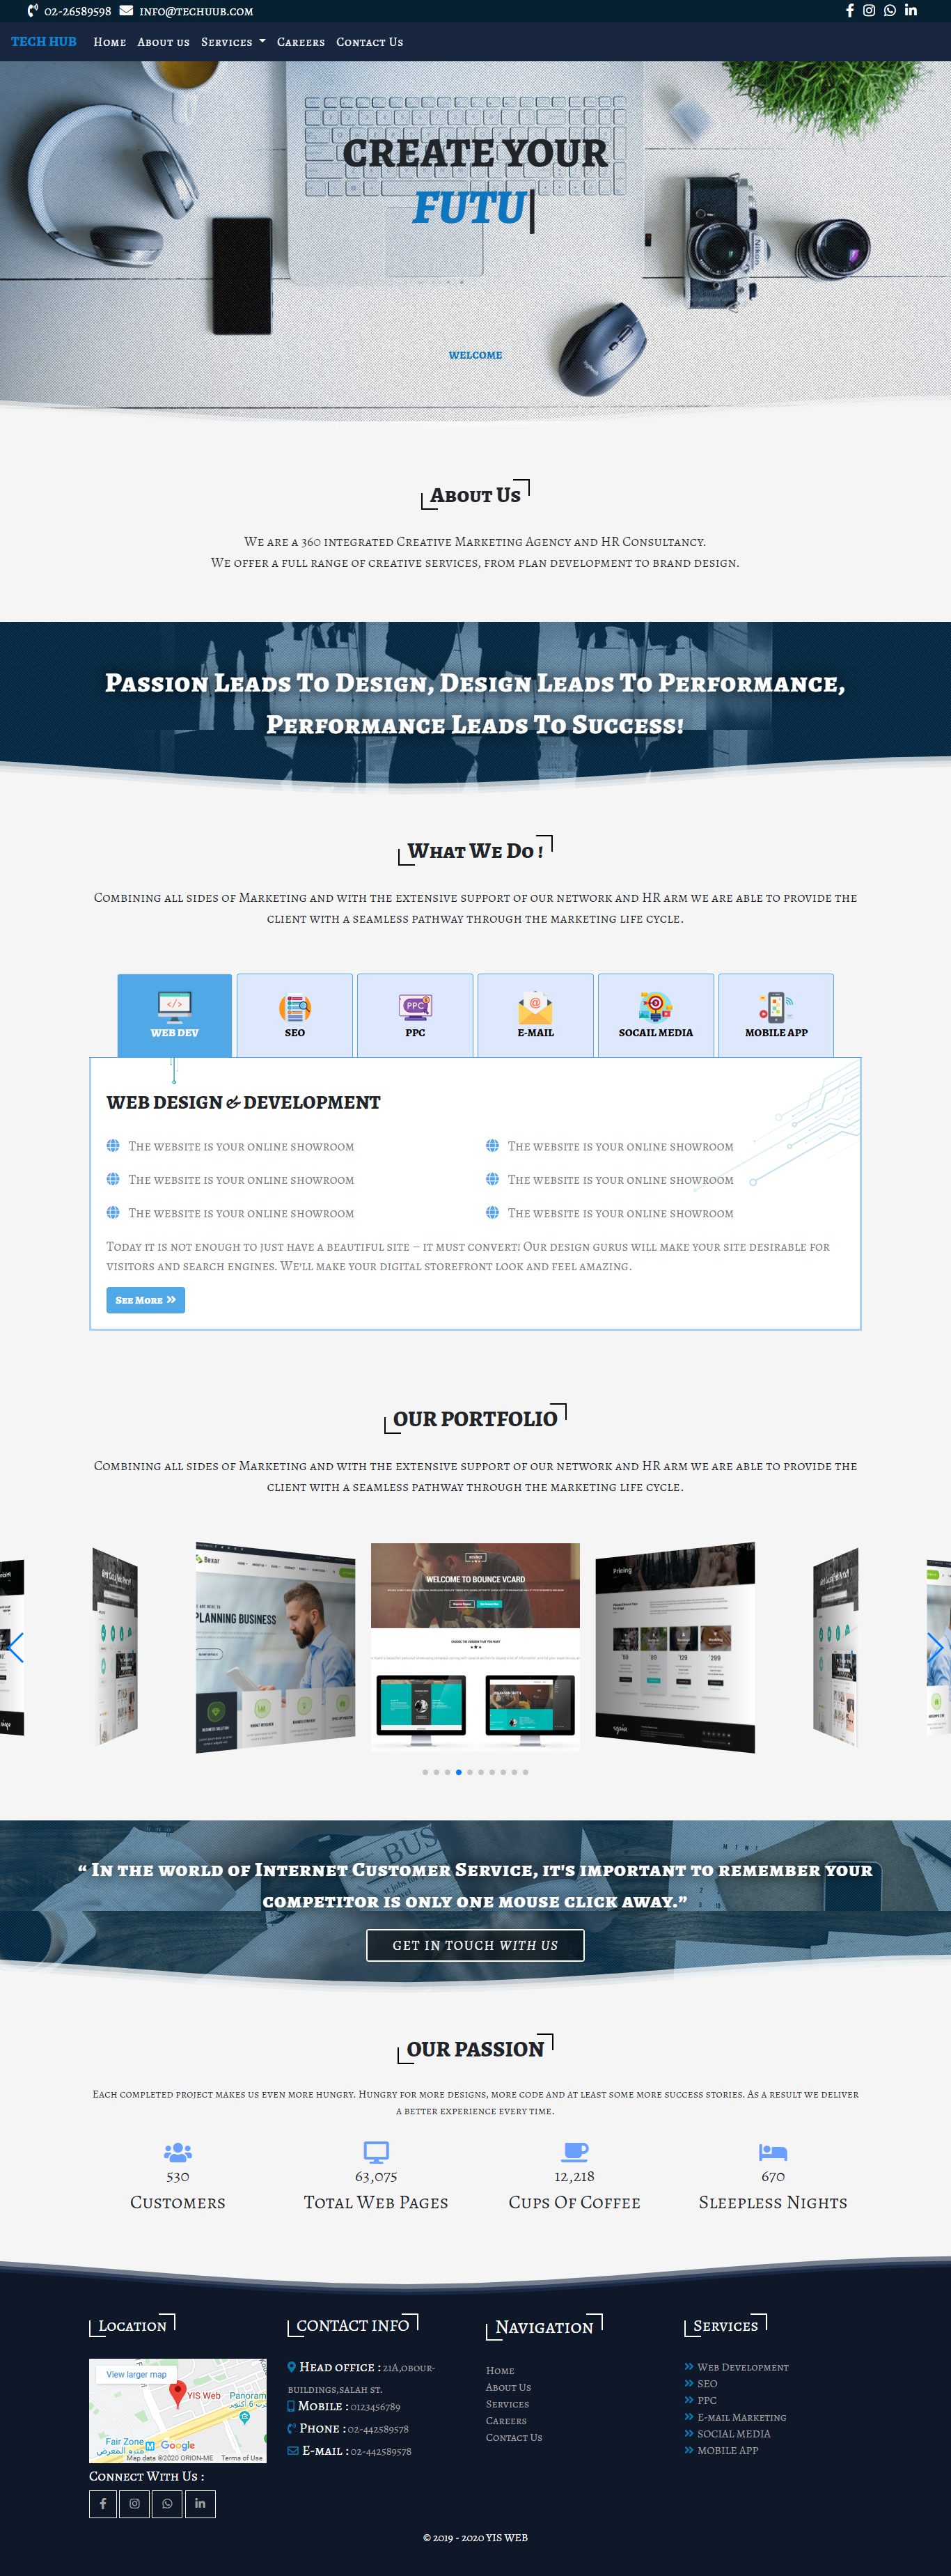 02-26589598 info@techuub.com
TECH HUB Home About us Services Careers Contact Us
CREATE YOUR
FUTU
Nikon
logitech
WELCOME
About Us
We are a 360 integrated Creative Marketing Agency and HR Consultancy.
We offer a full range of creative services, from plan development to brand design.
Passion Leads To Design, Design Leads To Performance,
Performance Leads To Success!
What We Do !
Combining all sides of Marketing and with the extensive support of our network and HR arm we are able to provide the
client with a seamless pathway through the marketing life cycle.
WEB DEV SEO PPC E-MAIL SOCAIL MEDIA MOBILE APP
WEB DESIGN & DEVELOPMENT
The website is your online showroom The website is your online showroom
The website is your online showroom The website is your online showroom
The website is your online showroom The website is your online showroom
Today it is not enough to just have a beautiful site – it must convert! Our design gurus will make your site desirable for
visitors and search engines. We'll make your digital storefront look and feel amazing.
See More
OUR PORTFOLIO
Combining all sides of Marketing and with the extensive support of our network and HR arm we are able to provide the
client with a seamless pathway through the marketing life cycle.
Bexar
PLANNING BUSINESS
WELCOME TO BOUNCE VCARD
Pricing
“ In the world of Internet Customer Service, it's important to remember your
competitor is only one mouse click away.”
GET IN TOUCH WITH US
OUR PASSION
Each completed project makes us even more hungry. Hungry for more designs, more code and at least some more success stories. As a result we deliver
a better experience every time.
530 63,075 12,218 670
Customers Total Web Pages Cups Of Coffee Sleepless Nights
Location
View larger map
YIS Web
Panoram
Fair Zone
Google
Map data ©2020 ORION-ME Terms of Use
Connect With Us :
CONTACT INFO
Head office : 21A,obour-
buildings,salah st.
Mobile : 0123456789
Phone : 02-442589578
E-mail : 02-442589578
Navigation
Home
About Us
Services
Careers
Contact Us
Services
Web Development
SEO
PPC
E-mail Marketing
SOCIAL MEDIA
MOBILE APP
© 2019 - 2020 YIS WEB